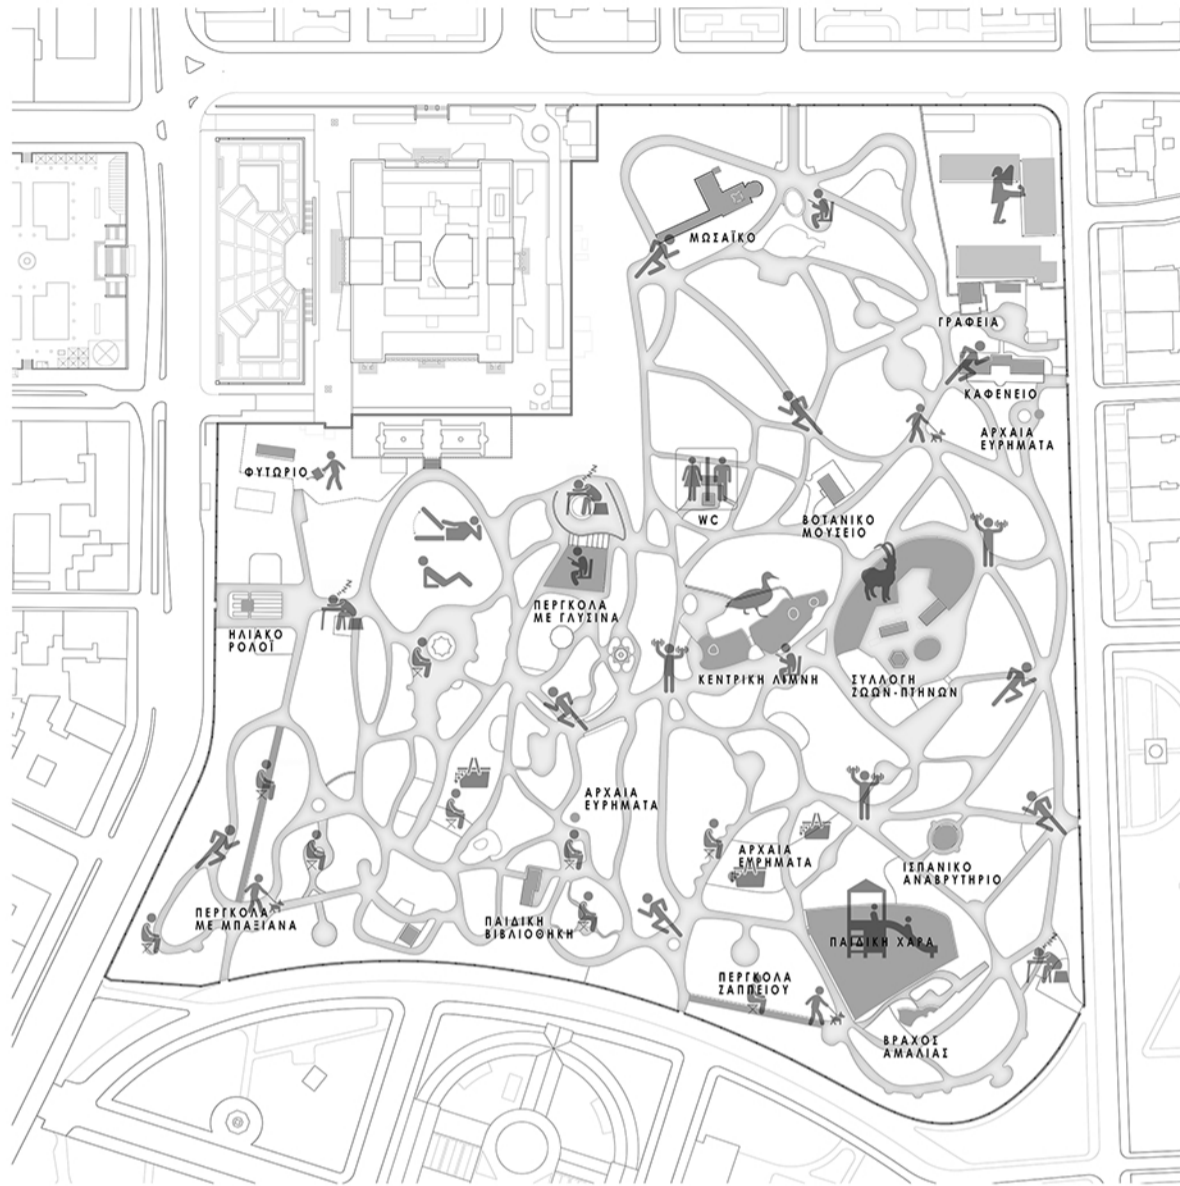 ΜΩΣΑΪΚΟ
ΓΡΑΦΕΙΑ
ΚΑΦΕΝΕΙΟ
ΑΡΧΑΙΑ
ΕΥΡΗΜΑΤΑ
ΦΥΤΩΡΙΟ
WC
ΒΟΤΑΝΙΚΟ
ΜΟΥΣΕΙΟ
ΠΕΡΓΚΟΛΑ
ΜΕ ΓΛΥΣΙΝΑ
ΗΛΙΑΚΟ
ΡΟΛΟΪ
ΚΕΝΤΡΙΚΗ ΛΙΜΝΗ
ΣΥΛΛΟΓΗ
ΖΩΩΝ-ΠΤΗΝΩΝ
ΑΡΧΑΙΑ
ΕΥΡΗΜΑΤΑ
ΑΡΧΑΙΑ
ΕΥΡΗΜΑΤΑ
ΙΣΠΑΝΙΚΟ
ΑΝΑΒΡΥΤΗΡΙΟ
ΠΕΡΓΚΟΛΑ
ΜΕ ΜΠΑΞΙΑΝΑ
ΠΑΙΔΙΚΗ
ΒΙΒΛΙΟΘΗΚΗ
ΠΑΙΔΙΚΗ ΧΑΡΑ
ΠΕΡΓΚΟΛΑ
ΖΑΠΠΕΙΟΥ
ΒΡΑΧΟΣ
ΑΜΑΛΙΑΣ